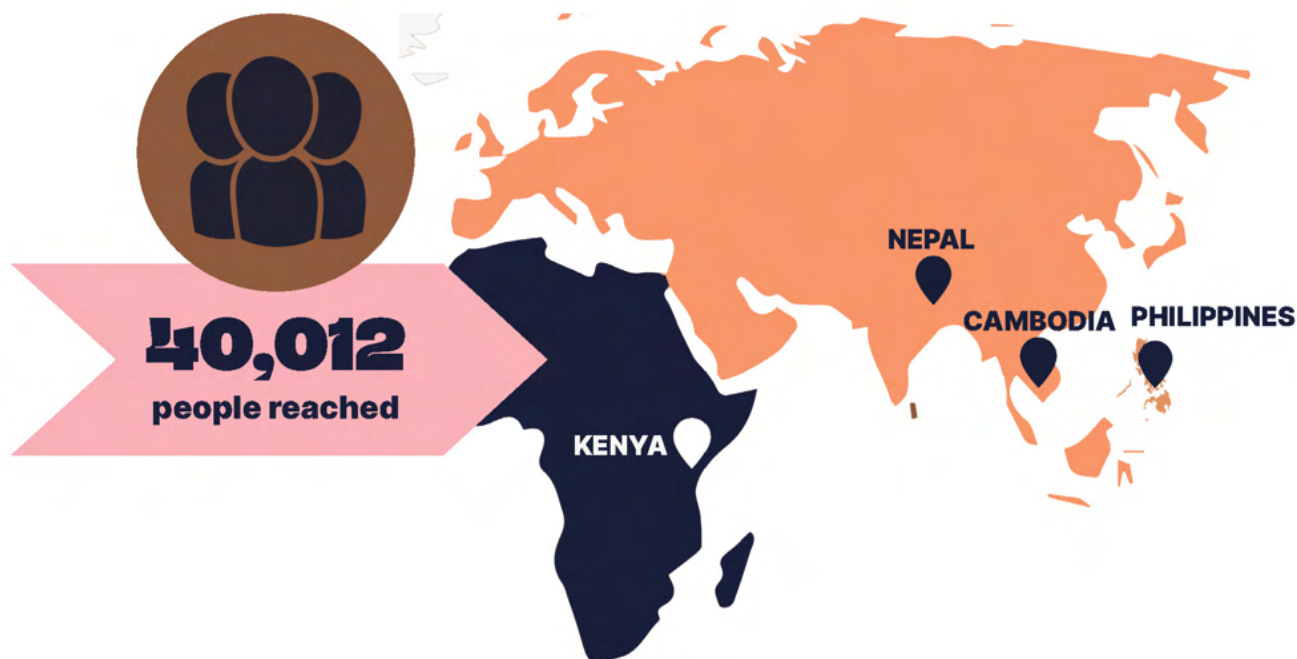 40,012
people reached
NEPAL
CAMBODIA
PHILIPPINES
KENYA